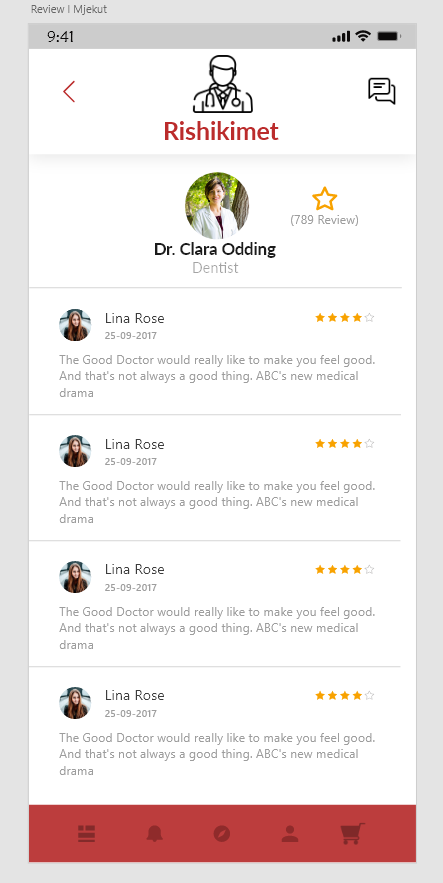 Review I Mjekut
9:41
Rishikimet
(789 Review)
Dr. Clara Odding
Dentist
Lina Rose
25-09-2017
The Good Doctor would really like to make you feel good.
And that's not always a good thing. ABC's new medical
drama
Lina Rose
25-09-2017
The Good Doctor would really like to make you feel good.
And that's not always a good thing. ABC's new medical
drama
Lina Rose
25-09-2017
The Good Doctor would really like to make you feel good.
And that's not always a good thing. ABC's new medical
drama
Lina Rose
25-09-2017
The Good Doctor would really like to make you feel good.
And that's not always a good thing. ABC's new medical
drama